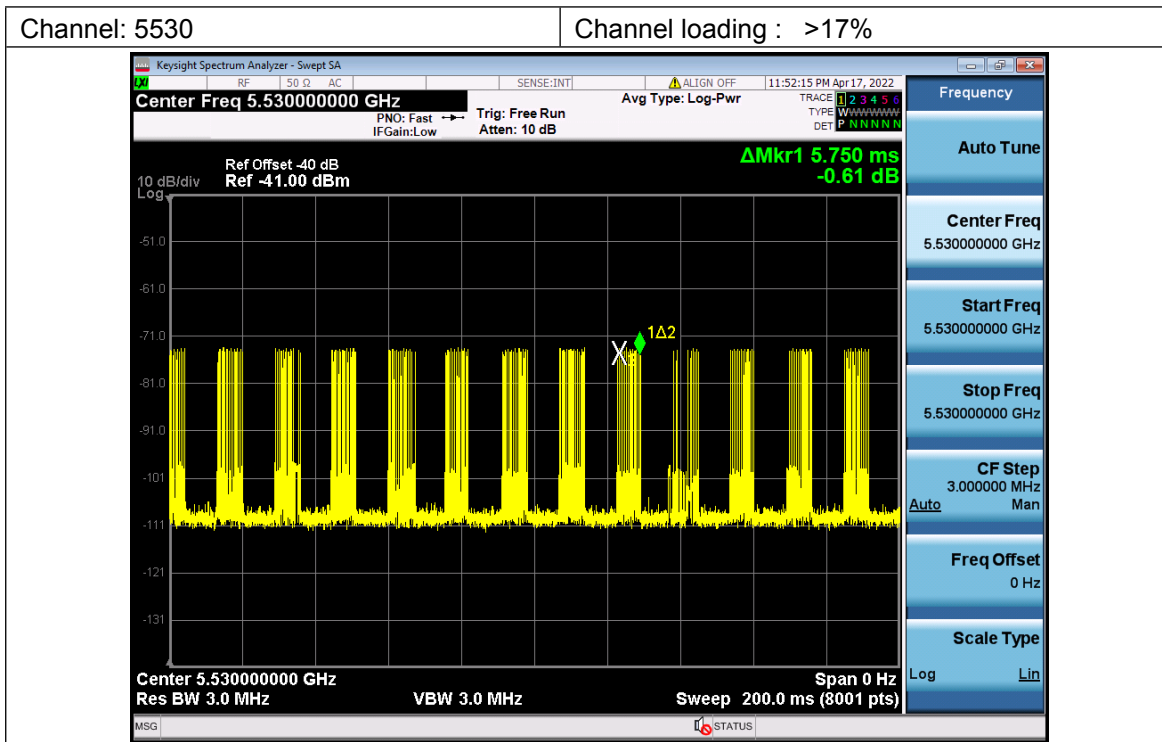 Channel: 5530
Channel loading :   >17%
Keysight Spectrum Analyzer - Swept SA
LXI RF 50 Ω AC SENSE:INT ALIGN OFF 11:52:15 PM Apr 17, 2022
Center Freq 5.530000000 GHz
PNO: Fast
IFGain:Low
Trig: Free Run
Atten: 10 dB
Avg Type: Log-Pwr
TRACE 1 2 3 4 5 6
TYPE W
DET P N N N N N
ΔMkr1 5.750 ms
-0.61 dB
Ref Offset -40 dB
10 dB/div Ref -41.00 dBm
Log
-51.0
-61.0
-71.0
-81.0
-91.0
-101
-111
-121
-131
1Δ2
Center 5.530000000 GHz Span 0 Hz
Res BW 3.0 MHz VBW 3.0 MHz Sweep 200.0 ms (8001 pts)
MSG STATUS
Frequency
Auto Tune
Center Freq
5.530000000 GHz
Start Freq
5.530000000 GHz
Stop Freq
5.530000000 GHz
CF Step
3.000000 MHz
Auto Man
Freq Offset
0 Hz
Scale Type
Log Lin